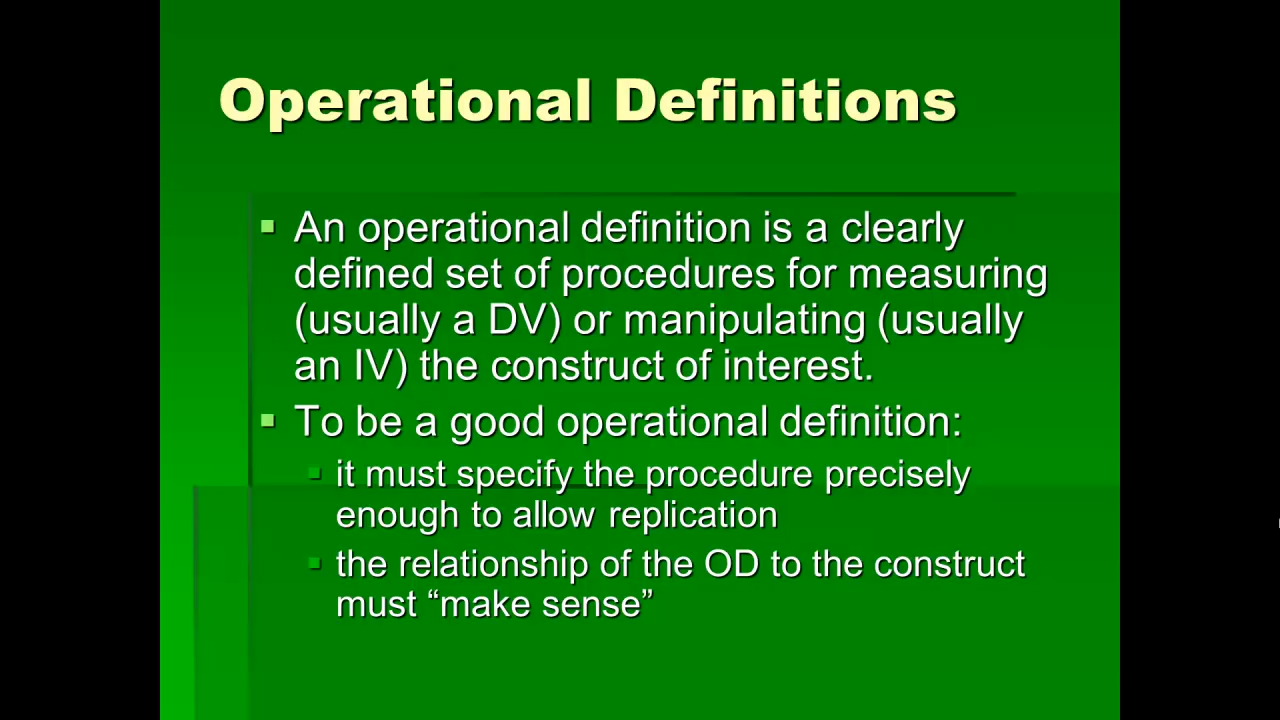 Operational Definitions
An operational definition is a clearly
defined set of procedures for measuring
(usually a DV) or manipulating (usually
an IV) the construct of interest.
To be a good operational definition:
it must specify the procedure precisely
enough to allow replication
the relationship of the OD to the construct
must “make sense”